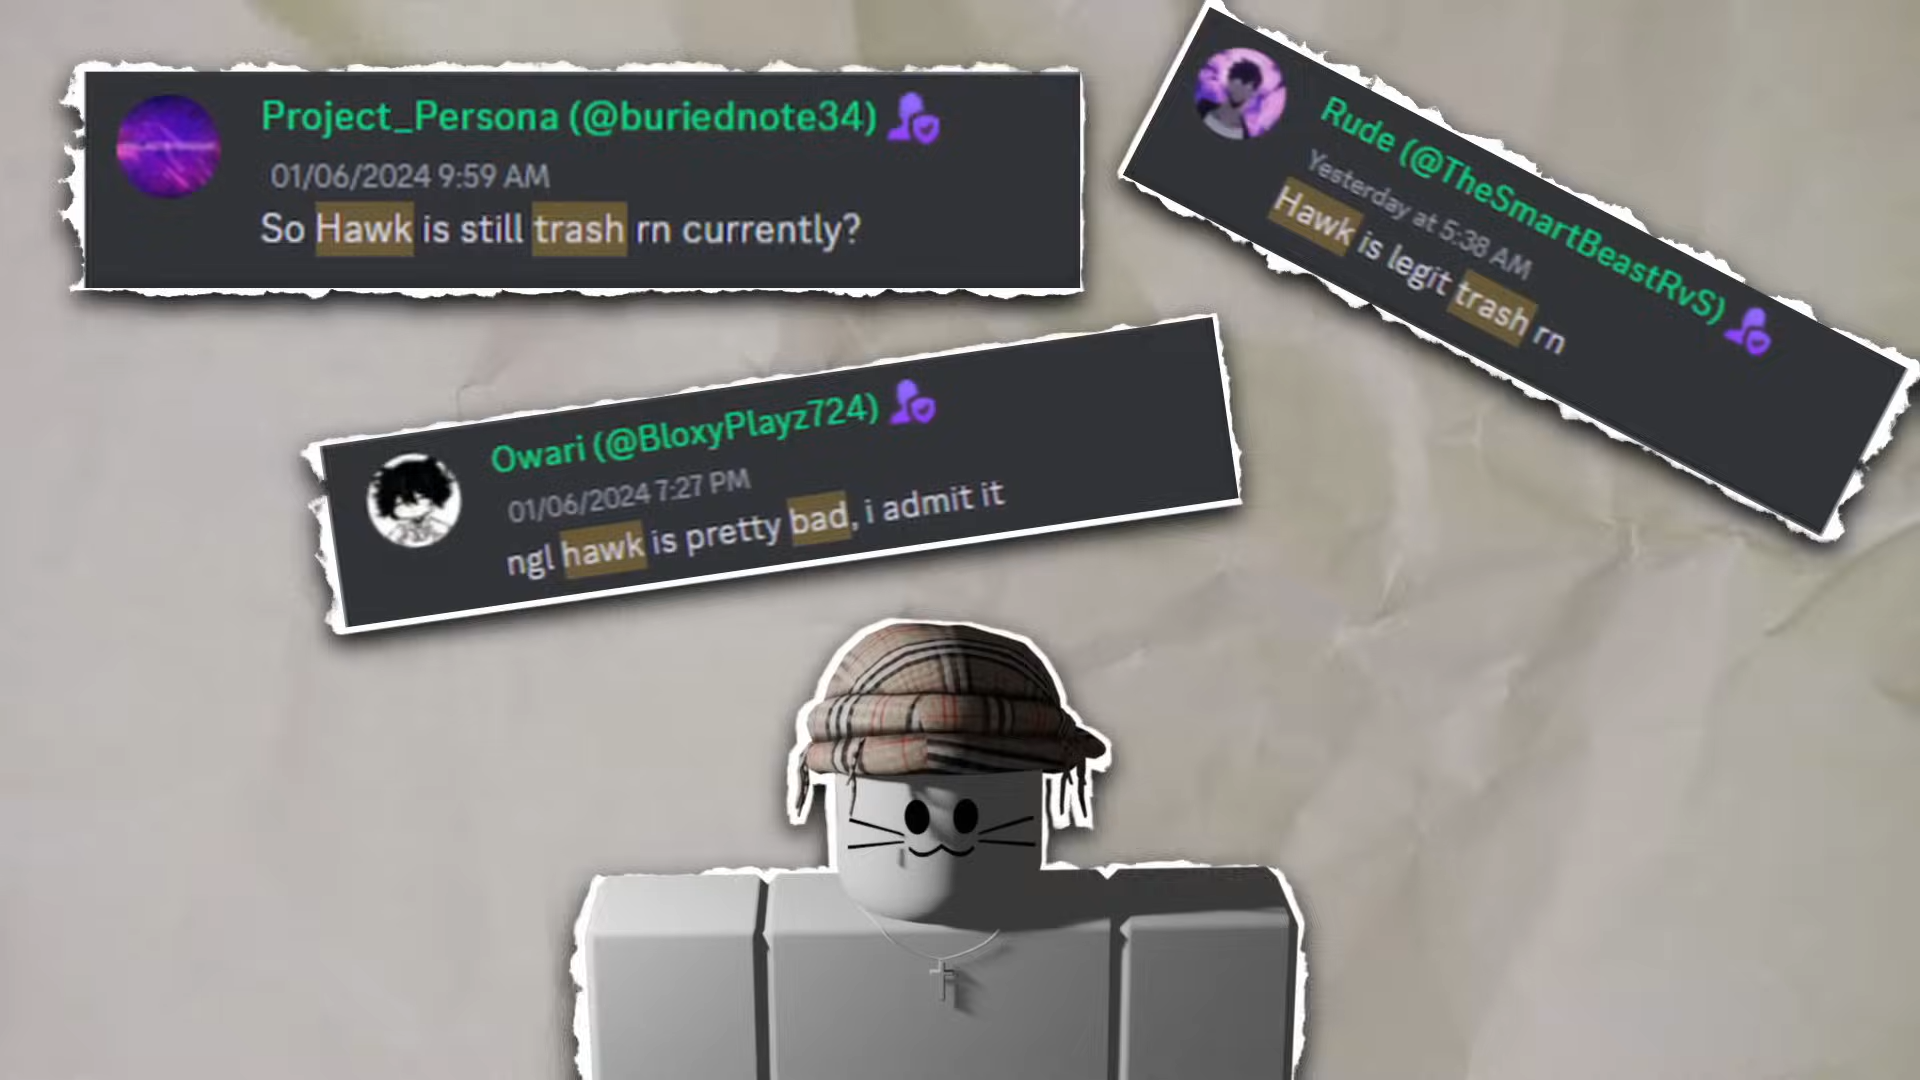 Project_Persona (@buriednote34)
01/06/2024 9:59 AM
So Hawk is still trash rn currently?
Rude (@TheSmartBeastRvS)
Yesterday at 5:38 AM
Hawk is legit trash rn
Owari (@BloxyPlayz724)
01/06/2024 7:27 PM
ngl hawk is pretty bad, i admit it